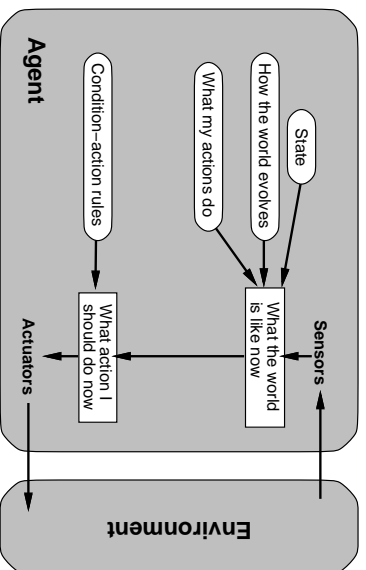 Sensors
State
How the world evolves
What my actions do
What the world
is like now
Condition−action rules
What action I
should do now
Agent
Actuators
Environment